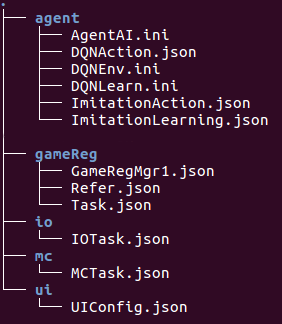 .
├── agent
│   ├── AgentAI.ini
│   ├── DQNAction.json
│   ├── DQNEnv.ini
│   ├── DQNLearn.ini
│   ├── ImitationAction.json
│   └── ImitationLearning.json
├── gameReg
│   ├── GameRegMgr1.json
│   ├── Refer.json
│   └── Task.json
├── io
│   └── IOTask.json
├── mc
│   └── MCTask.json
└── ui
    └── UIConfig.json